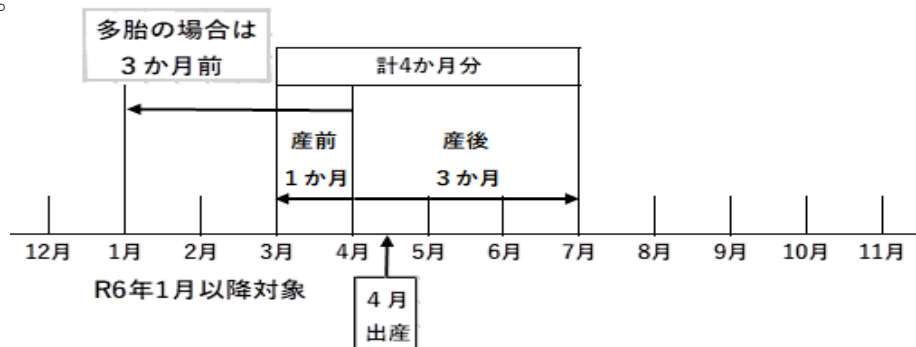 。
多胎の場合は
3か月前
計4か月分
産前
1か月
産後
3か月
12月 1月 2月 3月 4月 5月 6月 7月 8月 9月 10月 11月
R6年1月以降対象
4月
出産